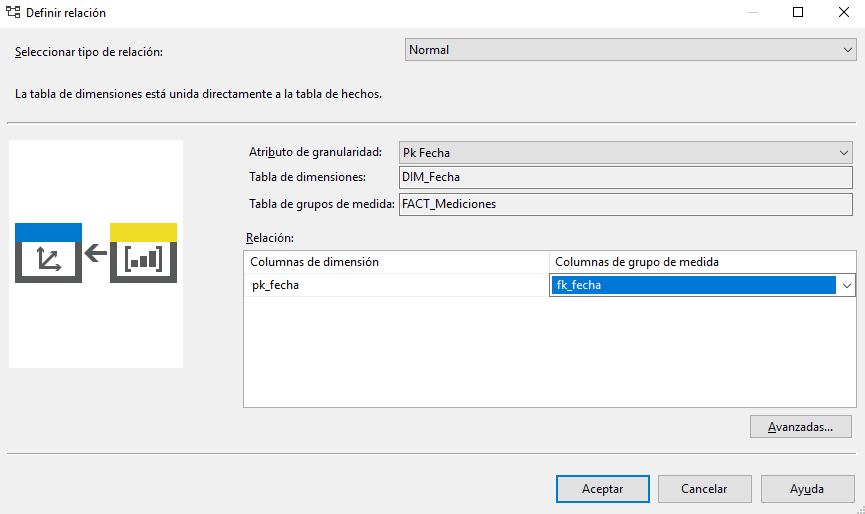 Definir relación
Seleccionar tipo de relación: Normal
La tabla de dimensiones está unida directamente a la tabla de hechos.
Atributo de granularidad: Pk Fecha
Tabla de dimensiones: DIM_Fecha
Tabla de grupos de medida: FACT_Mediciones
Relación:
Columnas de dimensión Columnas de grupo de medida
pk_fecha fk_fecha
Avanzadas...
Aceptar Cancelar Ayuda